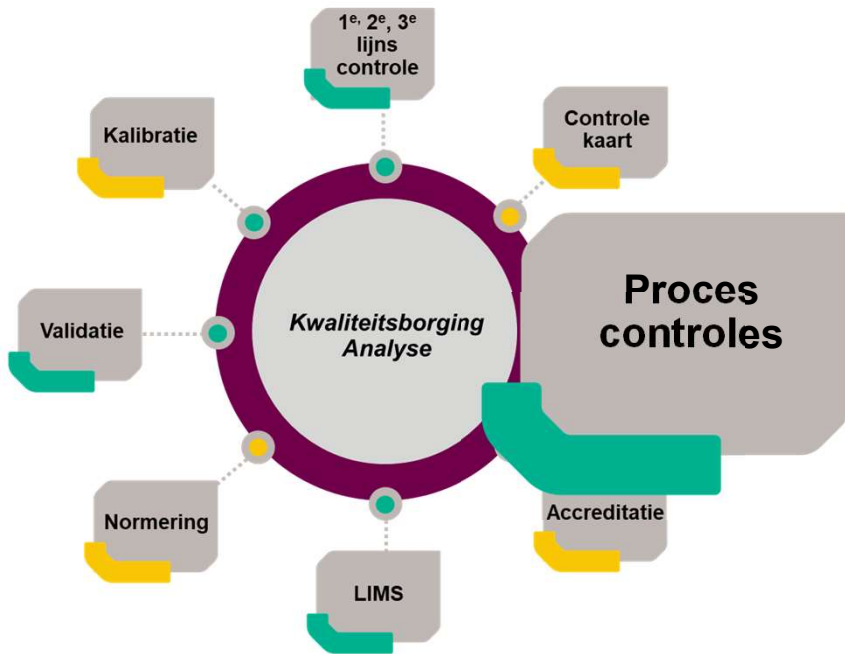 1e, 2e, 3e
lijns
controle
Kalibratie
Controle
kaart
Proces
controles
Validatie
Kwaliteitsborging
Analyse
Normering
Accreditatie
LIMS